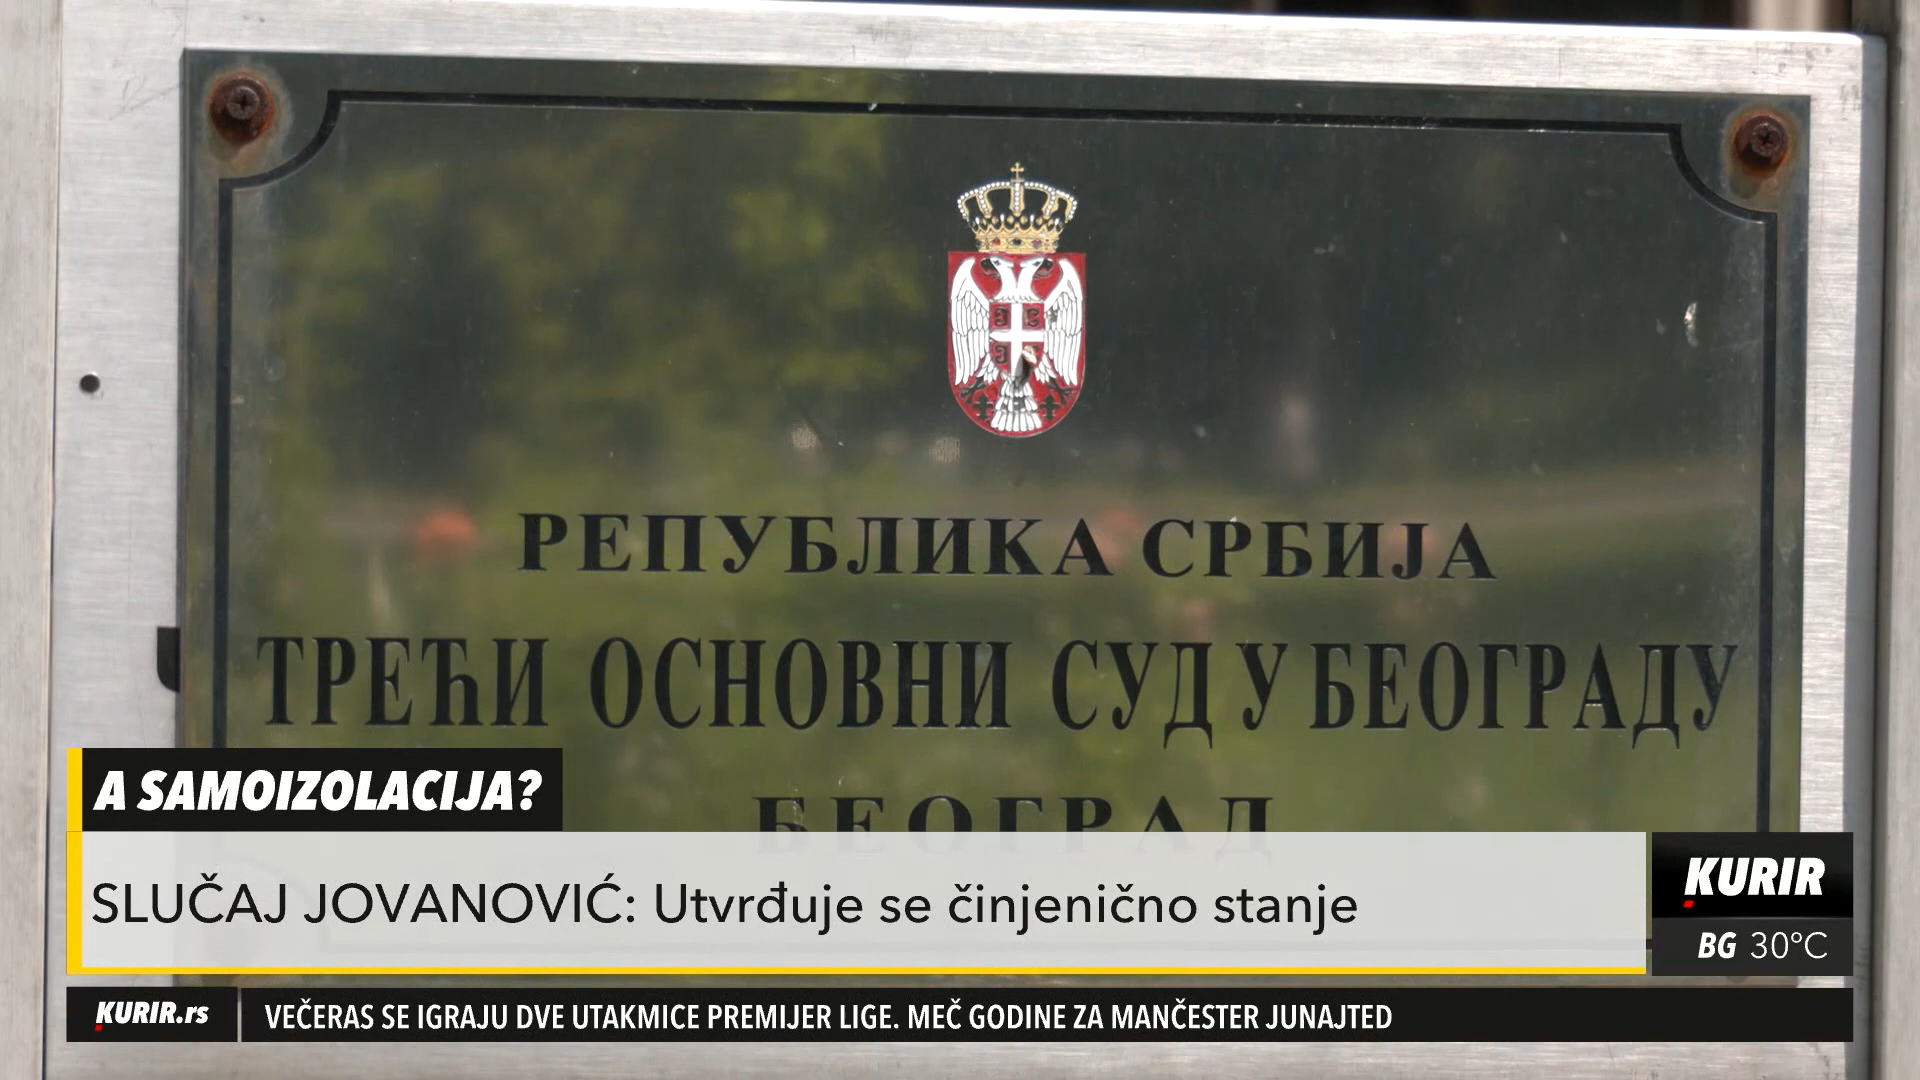 РЕПУБЛИКА СРБИЈА
ТРЕЋИ ОСНОВНИ СУД У БЕОГРАДУ
БЕОГРАД
A SAMOIZOLACIJA?
SLUČAJ JOVANOVIĆ: Utvrđuje se činjenično stanje
KURIR
BG 30°C
KURIR.rs VEČERAS SE IGRAJU DVE UTAKMICE PREMIJER LIGE. MEČ GODINE ZA MANČESTER JUNAJTED